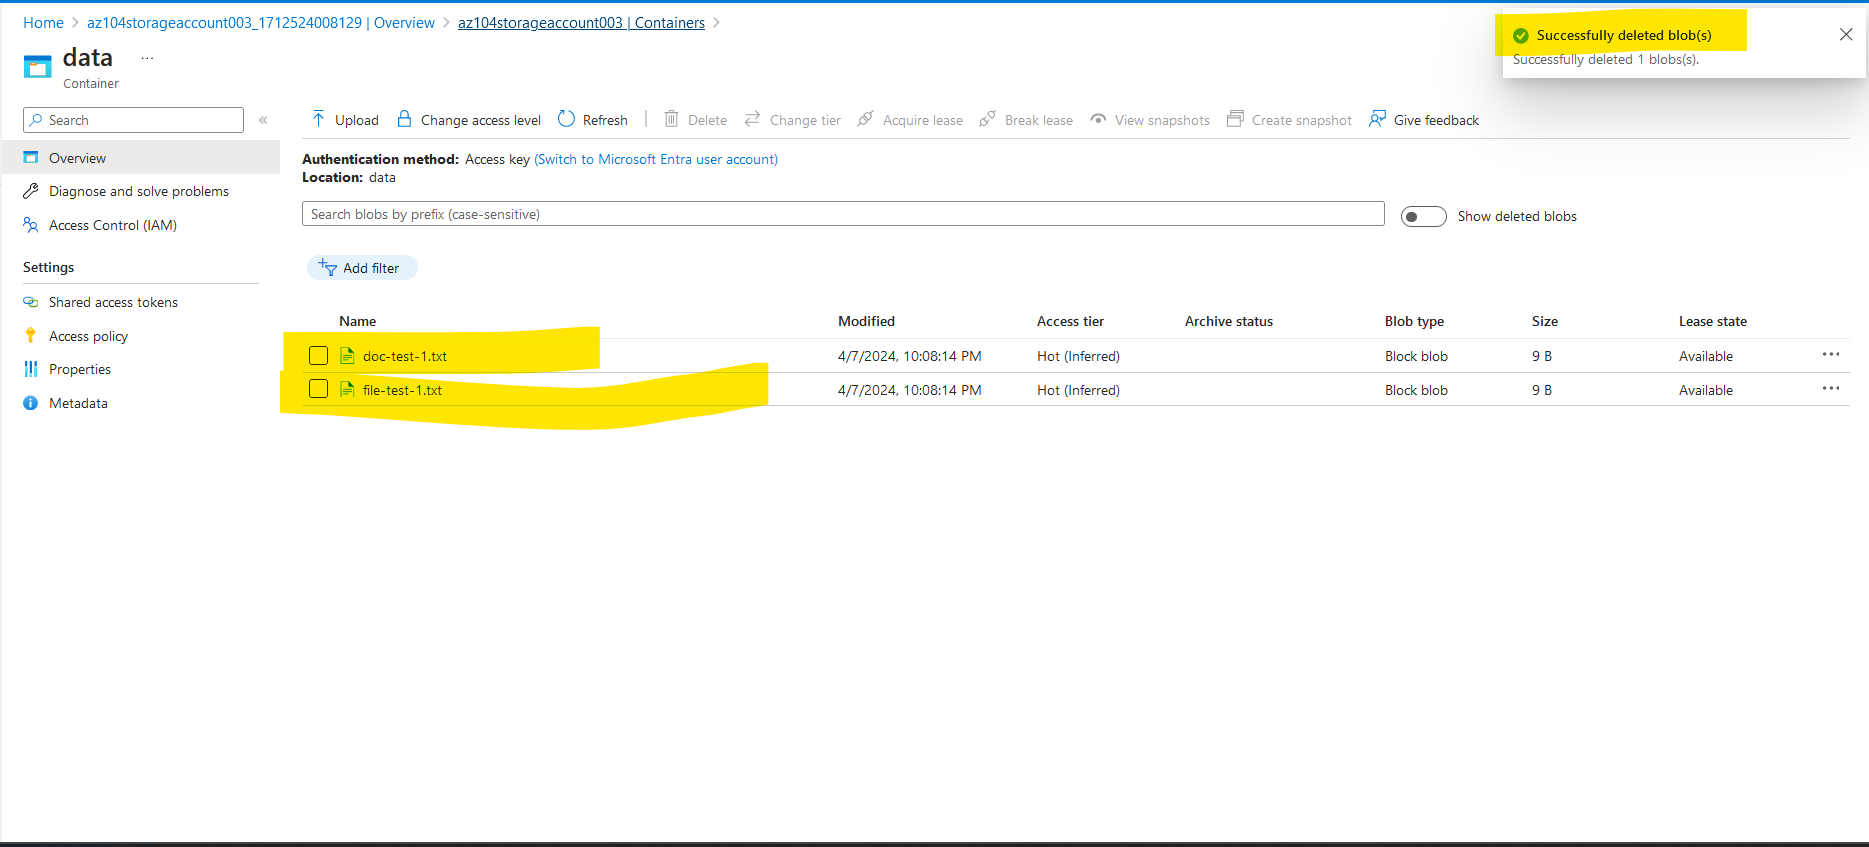 Home > az104storageaccount003_1712524008129 | Overview > az104storageaccount003 | Containers >
data ...
Container
Successfully deleted blob(s)
Successfully deleted 1 blobs(s).
Search «
Overview
Diagnose and solve problems
Access Control (IAM)
Settings
Shared access tokens
Access policy
Properties
Metadata
Upload Change access level Refresh | Delete Change tier Acquire lease Break lease View snapshots Create snapshot Give feedback
Authentication method: Access key (Switch to Microsoft Entra user account)
Location: data
Search blobs by prefix (case-sensitive) Show deleted blobs
Add filter
Name Modified Access tier Archive status Blob type Size Lease state
doc-test-1.txt 4/7/2024, 10:08:14 PM Hot (Inferred) Block blob 9 B Available ...
file-test-1.txt 4/7/2024, 10:08:14 PM Hot (Inferred) Block blob 9 B Available ...